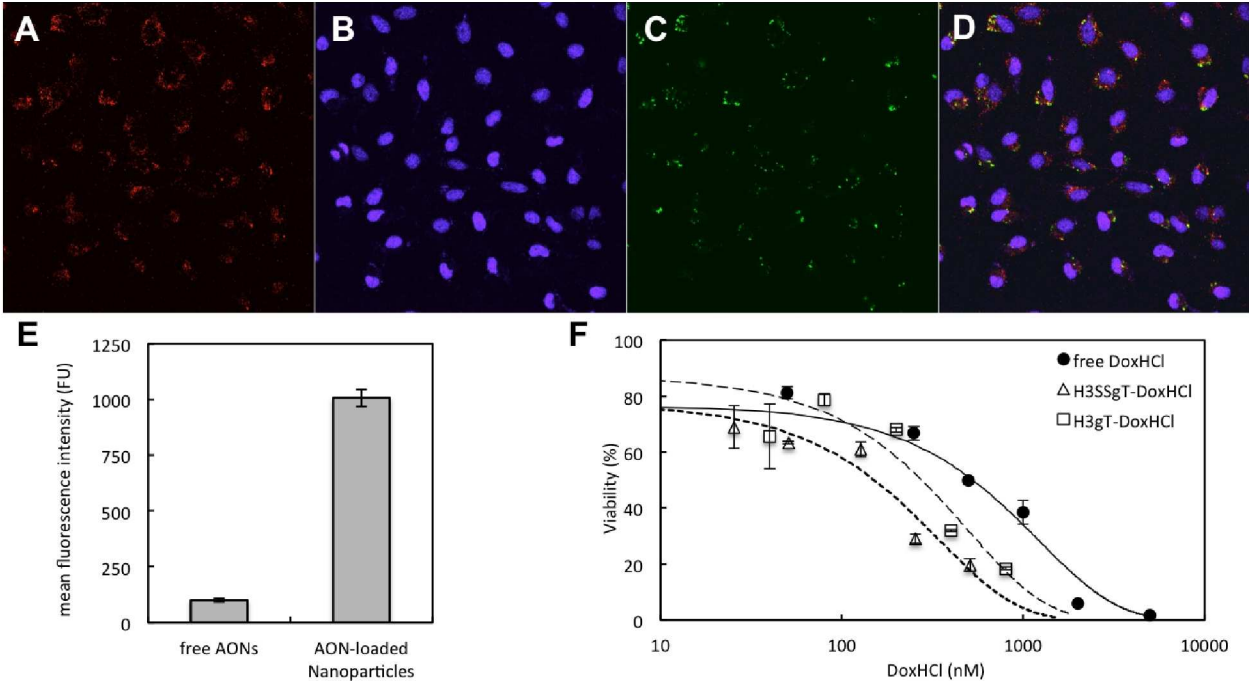 A
B
C
D
E
mean fluorescence intensity (FU)
1250
1000
750
500
250
0
free AONs
AON-loaded
Nanoparticles
F
Viability (%)
100
80
60
40
20
0
10
100
1000
10000
DoxHCl (nM)
free DoxHCl
H3SSgT-DoxHCl
H3gT-DoxHCl